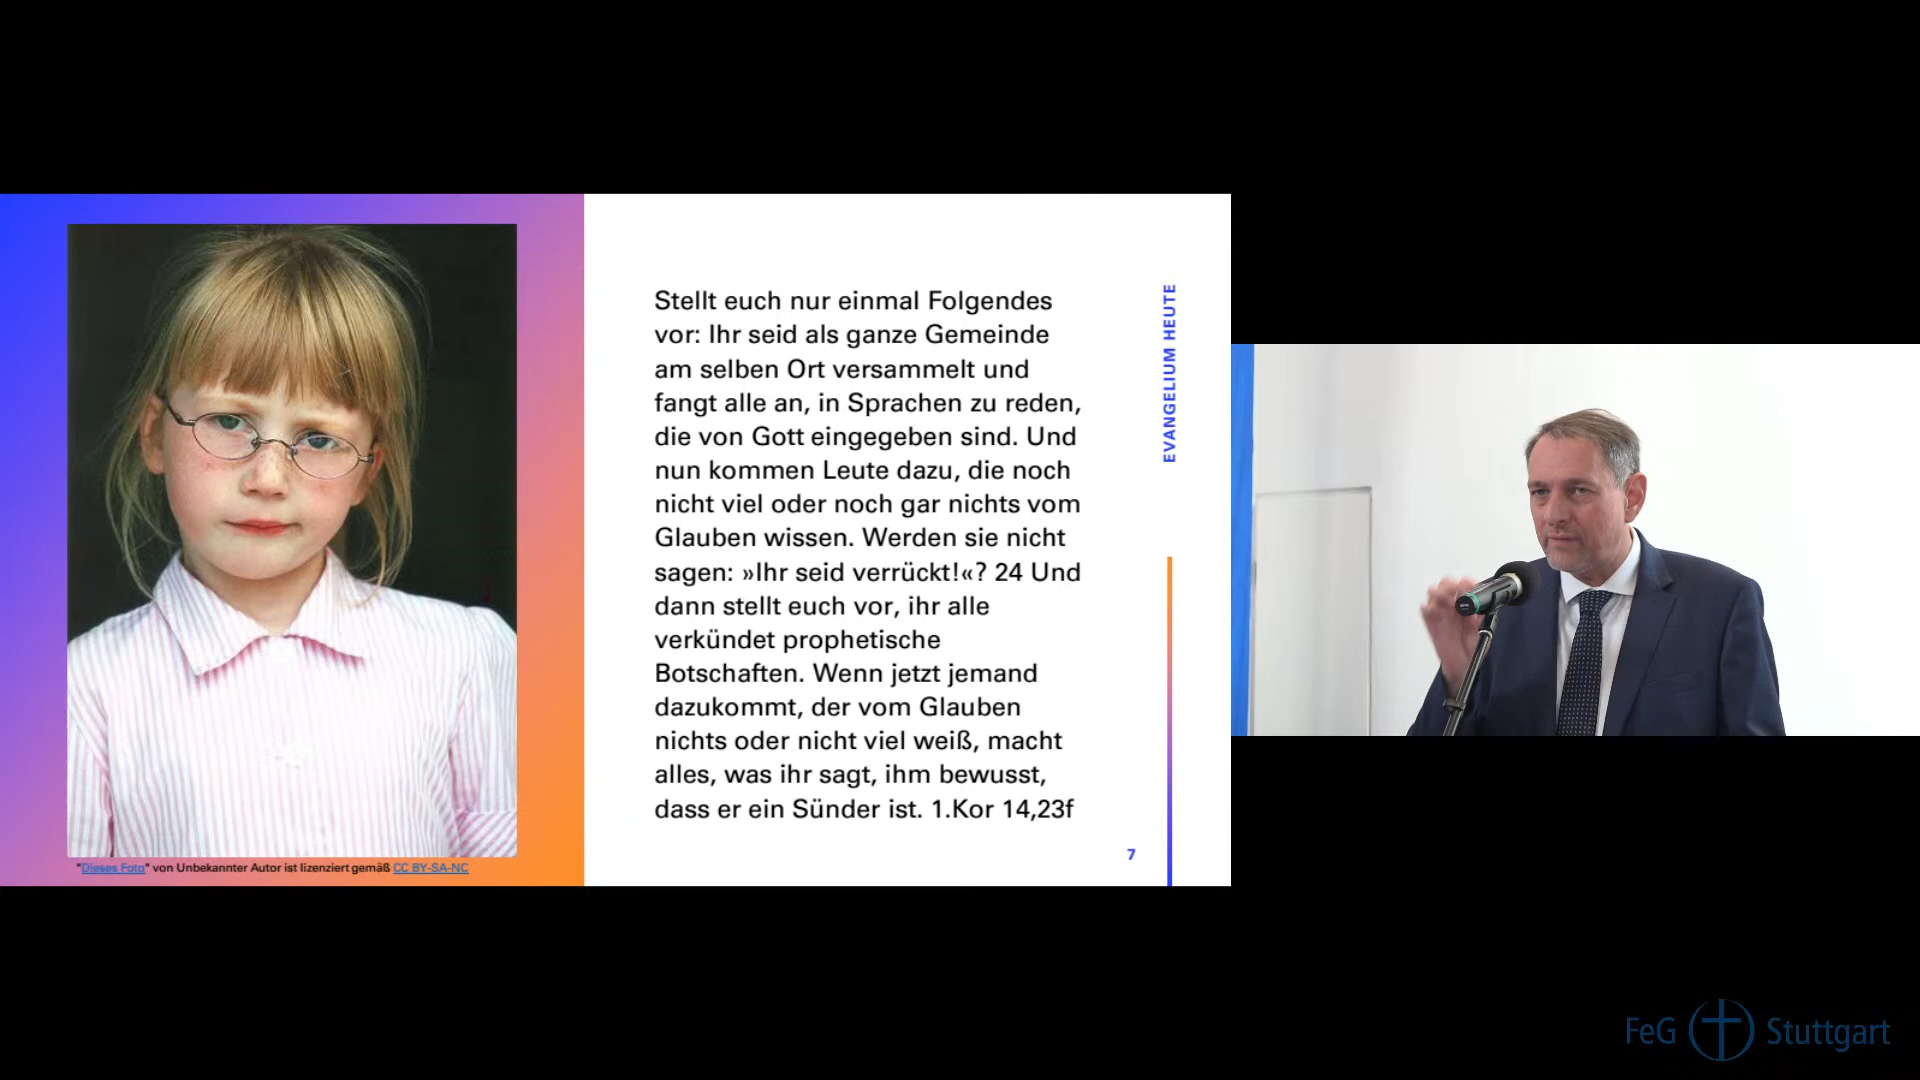 Stellt euch nur einmal Folgendes
vor: Ihr seid als ganze Gemeinde
am selben Ort versammelt und
fangt alle an, in Sprachen zu reden,
die von Gott eingegeben sind. Und
nun kommen Leute dazu, die noch
nicht viel oder noch gar nichts vom
Glauben wissen. Werden sie nicht
sagen: »Ihr seid verrückt!«? 24 Und
dann stellt euch vor, ihr alle
verkündet prophetische
Botschaften. Wenn jetzt jemand
dazukommt, der vom Glauben
nichts oder nicht viel weiß, macht
alles, was ihr sagt, ihm bewusst,
dass er ein Sünder ist. 1.Kor 14,23f
EVANGELIUM HEUTE
7
"Dieses Foto" von Unbekannter Autor ist lizenziert gemäß CC BY-SA-NC
FeG Stuttgart